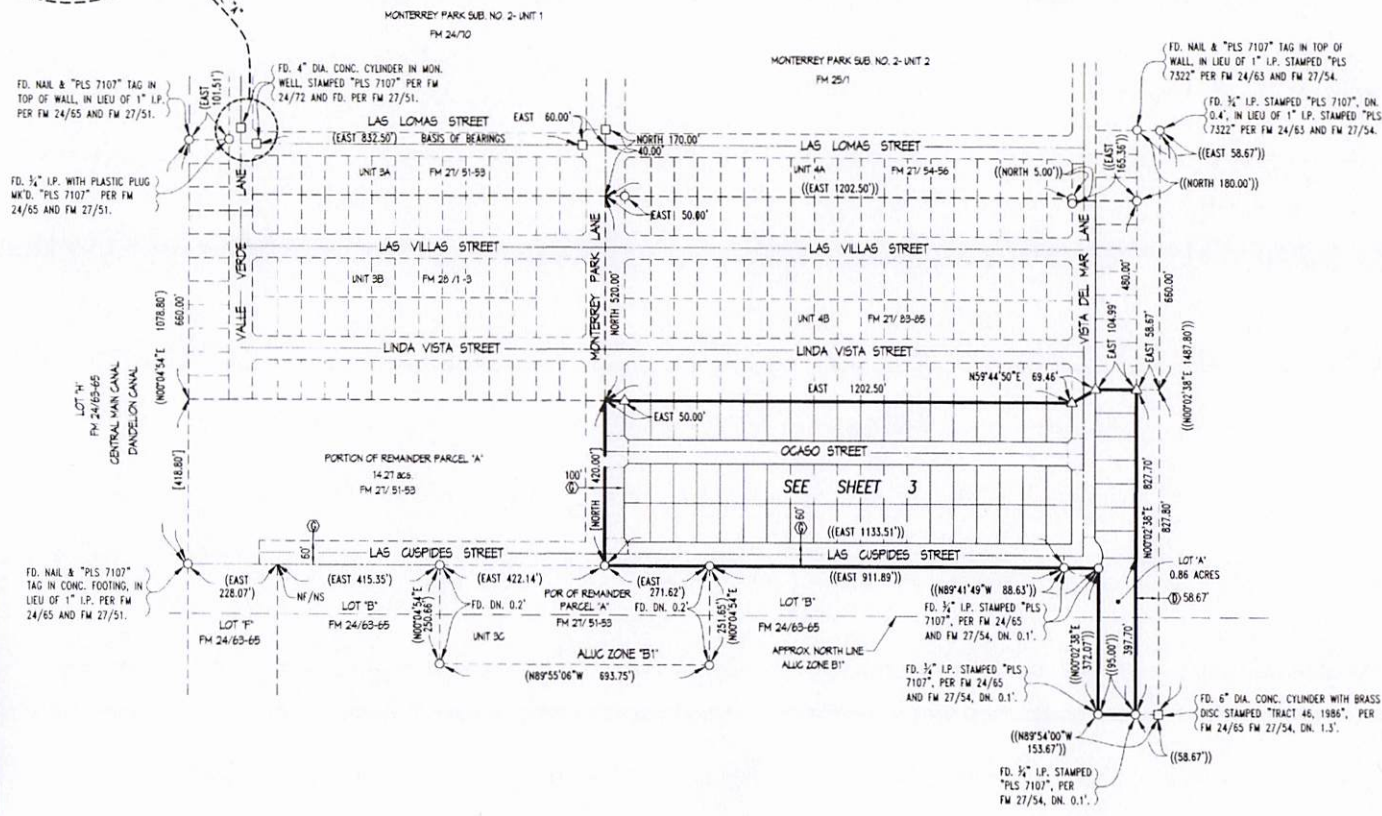 MONTERREY PARK SUB. NO. 2- UNIT 1
FM 24/70
MONTERREY PARK SUB. NO. 2- UNIT 2
FM 25/1
FD. NAIL & "PLS 7107" TAG IN
TOP OF WALL, IN LIEU OF 1" I.P.
PER FM 24/65 AND FM 27/51.
(EAST
101.51')
FD. 4" DIA. CONC. CYLINDER IN MON.
WELL, STAMPED "PLS 7107" PER FM
24/72 AND FD. PER FM 27/51.
FD. NAIL & "PLS 7107" TAG IN TOP OF
WALL, IN LIEU OF 1" I.P. STAMPED "PLS
7322" PER FM 24/63 AND FM 27/54.
FD. ¾" I.P. STAMPED "PLS 7107", DN.
0.4', IN LIEU OF 1" I.P. STAMPED "PLS
7322" PER FM 24/63 AND FM 27/54.
LAS LOMAS STREET
EAST 60.00'
(EAST 832.50') BASIS OF BEARINGS
NORTH 170.00'
40.00'
LAS LOMAS STREET
((EAST
165.36'))
((EAST 58.67'))
FD. ¾" I.P. WITH PLASTIC PLUG
MK'D. "PLS 7107" PER FM
24/65 AND FM 27/51.
UNIT 3A FM 27/ 51-53
UNIT 4A FM 27/ 54-56
((NORTH 5.00'))
((EAST 1202.50'))
((NORTH 180.00'))
EAST 50.00'
VALLE VERDE LANE
MONTERREY PARK LANE
VISTA DEL MAR LANE
LAS VILLAS STREET
LAS VILLAS STREET
UNIT 3B FM 28 /1 -3
NORTH 520.00'
UNIT 4B FM 27/ 83-85
480.00'
660.00'
(N00°04'54"E 1078.80')
660.00'
LOT "H"
FM 24/63-65
CENTRAL MAIN CANAL
DANDELION CANAL
EAST 104.99'
EAST 58.67'
((N00°02'38"E 1487.80'))
LINDA VISTA STREET
LINDA VISTA STREET
N59°44'50"E 69.46'
EAST 1202.50'
EAST 50.00'
[418.80']
PORTION OF REMAINDER PARCEL "A"
14.27 acs.
FM 27/ 51-53
OCASO STREET
100'
G
[NORTH 420.00']
SEE SHEET 3
G
60'
((EAST 1133.51'))
N00°02'38"E 827.70'
827.80'
G
60'
LAS CUSPIDES STREET
LAS CUSPIDES STREET
FD. NAIL & "PLS 7107"
TAG IN CONC. FOOTING, IN
LIEU OF 1" I.P. PER FM
24/65 AND FM 27/51.
(EAST
228.07')
NF/NS
(EAST 415.35')
(EAST 422.14')
(EAST
271.62')
((EAST 911.89'))
((N89°41'49"W 88.63'))
LOT "A"
0.86 ACRES
D 58.67'
LOT "F"
FM 24/63-65
LOT "B"
FM 24/63-65
(N00°04'54"E
250.66')
FD. DN. 0.2'
POR OF REMAINDER
PARCEL "A"
FM 27/ 51-53
UNIT 3C
FD. DN. 0.2'
251.65')
(N00°04'54"E
LOT "B"
FM 24/63-65
FD. ¾" I.P. STAMPED "PLS
7107", PER FM 24/65
AND FM 27/54, DN. 0.1'.
ALUC ZONE "B1"
(N89°55'06"W 693.75')
APPROX. NORTH LINE
ALUC ZONE B1"
FD. ¾" I.P. STAMPED "PLS
7107", PER FM 24/65
AND FM 27/54, DN. 0.1'.
((N00°02'38"E
372.07'))
((95.00'))
397.70'
FD. 6" DIA. CONC. CYLINDER WITH BRASS
DISC STAMPED "TRACT 46, 1986", PER
FM 24/65 FM 27/54, DN. 1.3'.
((N89°54'00"W
153.67'))
((58.67'))
FD. ¾" I.P. STAMPED
"PLS 7107", PER
FM 27/54, DN. 0.1'.